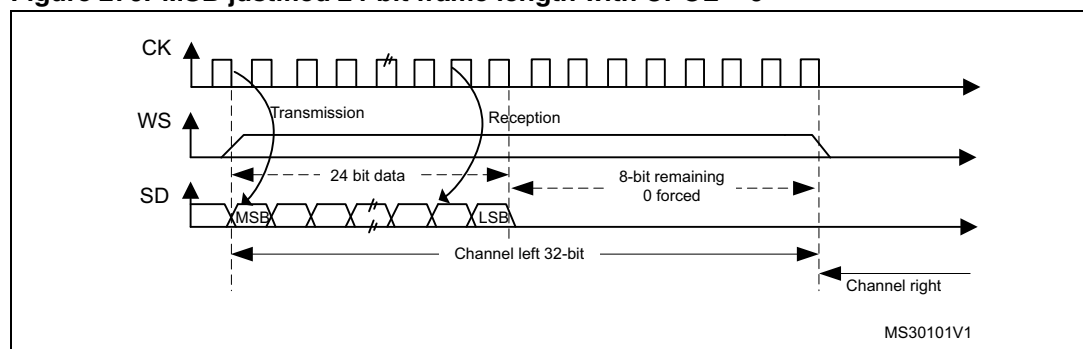 Figure MSB justified 24-bit frame length with CPOL = 0
CK
Transmission
Reception
WS
24 bit data
8-bit remaining
0 forced
SD
MSB
LSB
Channel left 32-bit
Channel right
MS30101V1